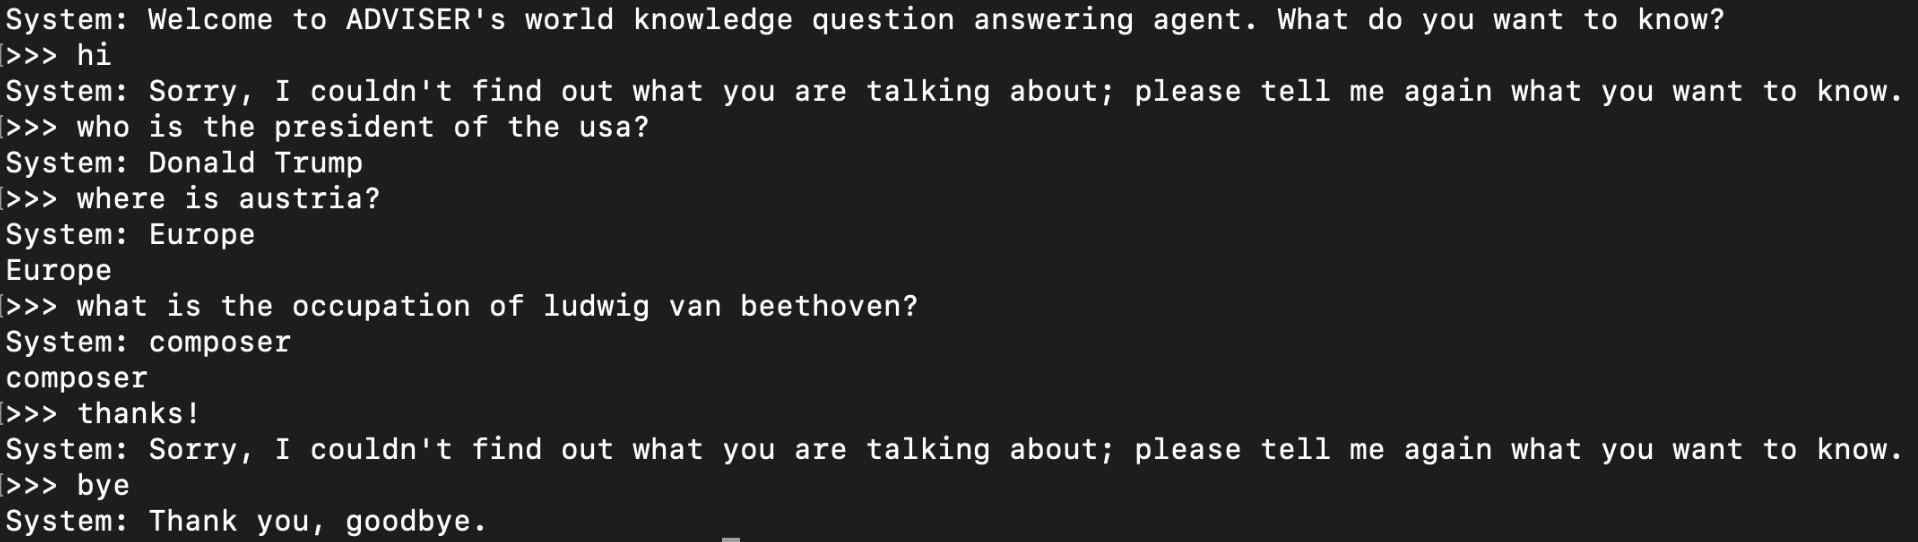 System: Welcome to ADVISER's world knowledge question answering agent. What do you want to know?
>>> hi
System: Sorry, I couldn't find out what you are talking about; please tell me again what you want to know.
>>> who is the president of the usa?
System: Donald Trump
>>> where is austria?
System: Europe
Europe
>>> what is the occupation of ludwig van beethoven?
System: composer
composer
>>> thanks!
System: Sorry, I couldn't find out what you are talking about; please tell me again what you want to know.
>>> bye
System: Thank you, goodbye.